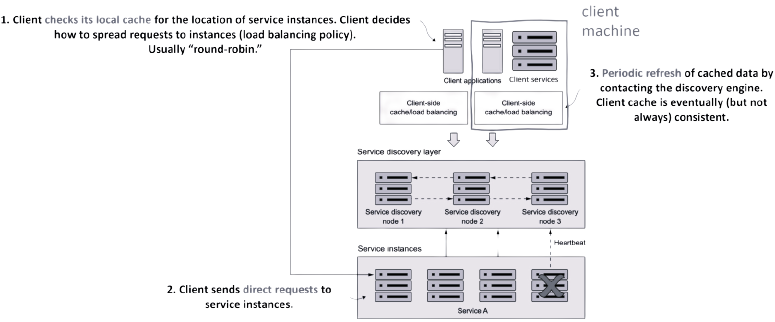 1. Client checks its local cache for the location of service instances. Client decides
how to spread requests to instances (load balancing policy).
Usually “round-robin.”
client
machine
Client applications
Client services
3. Periodic refresh of cached data by
contacting the discovery engine.
Client cache is eventually (but not
always) consistent.
Client-side
cache/load balancing
Client-side
cache/load balancing
Service discovery layer
Service discovery
node 1
Service discovery
node 2
Service discovery
node 3
Heartbeat
Service instances
2. Client sends direct requests to
service instances.
Service A